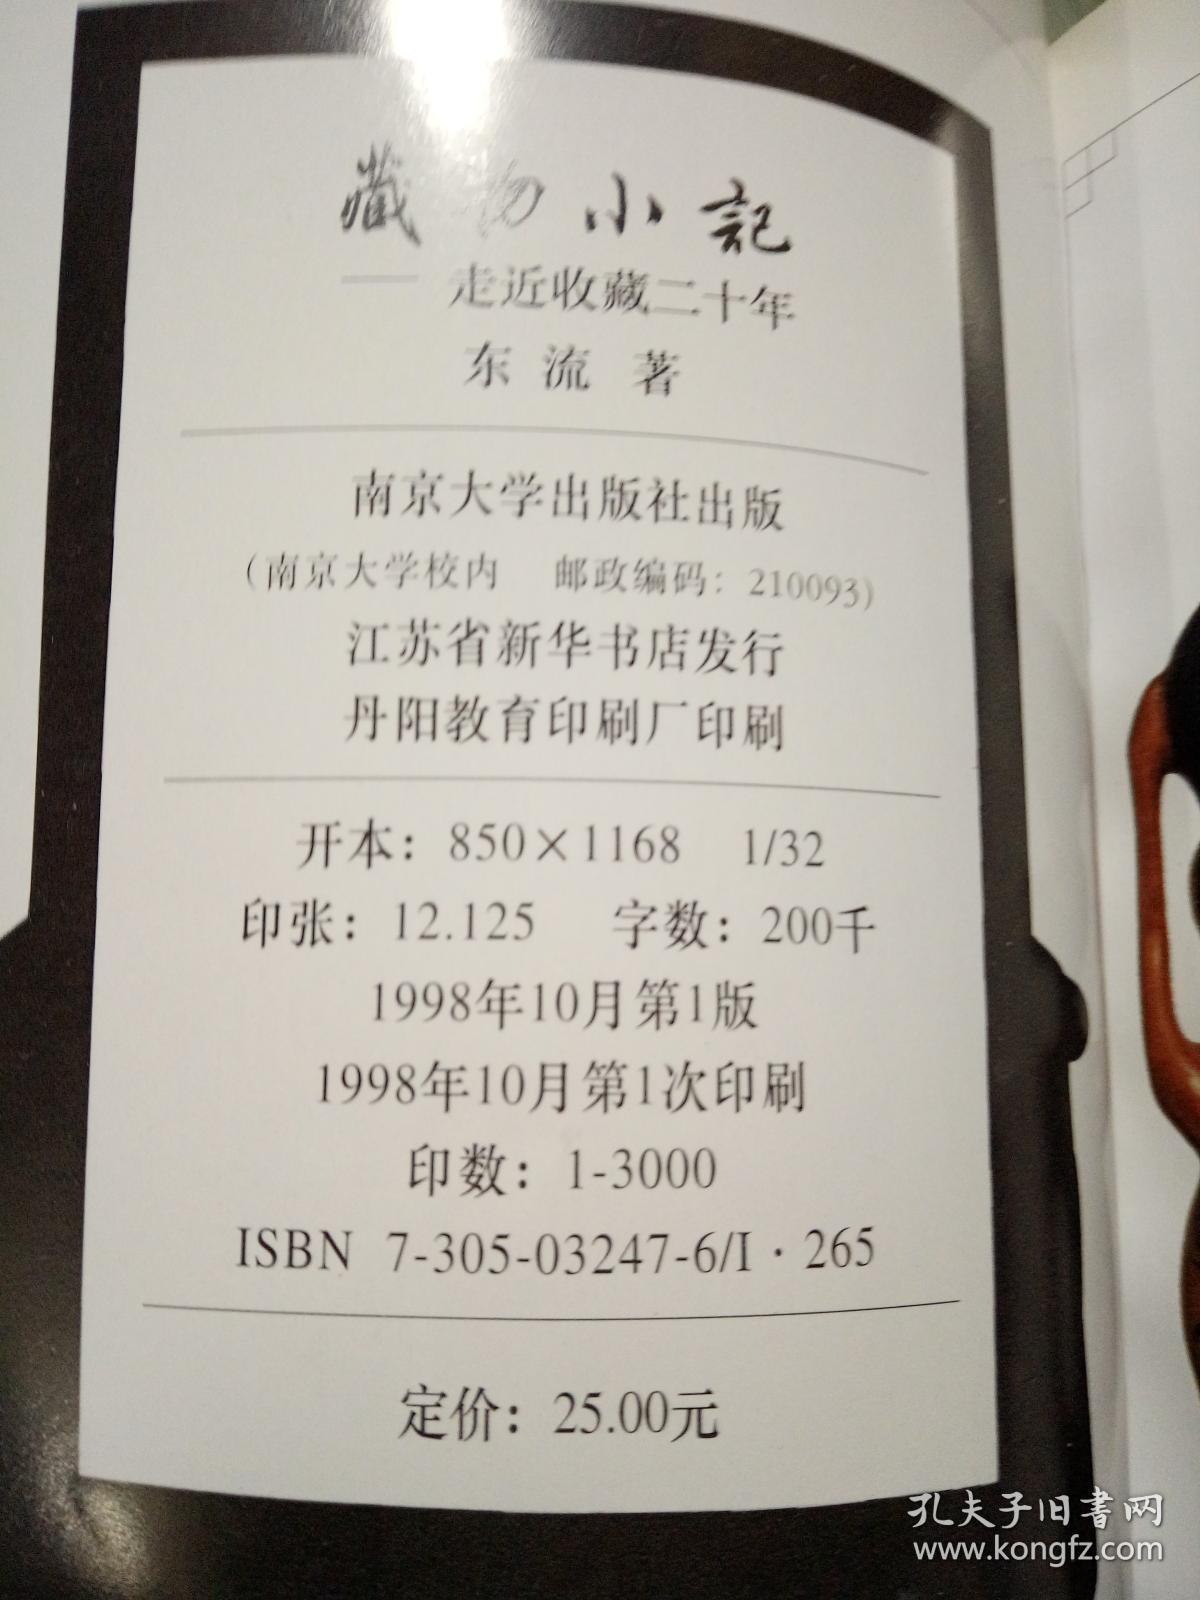 藏物小記
——走近收藏二十年
东 流 著
南京大学出版社出版
(南京大学校内 邮政编码: 210093)
江苏省新华书店发行
丹阳教育印刷厂印刷
开本: 850×1168 1/32
印张: 12.125 字数: 200千
1998年10月第1版
1998年10月第1次印刷
印数: 1-3000
ISBN 7-305-03247-6/I·265
定价: 25.00元
孔夫子旧書网
www.kongfz.com